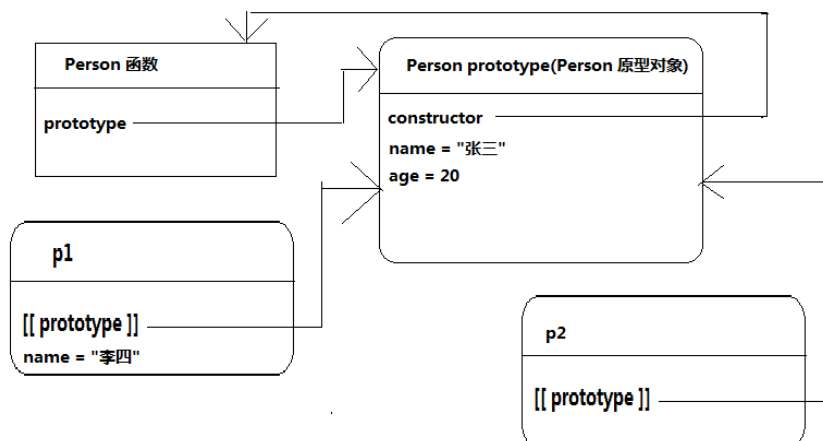 Person 函数
prototype
Person prototype(Person 原型对象)
constructor
name = "张三"
age = 20
p1
[[ prototype ]]
name = "李四"
p2
[[ prototype ]]